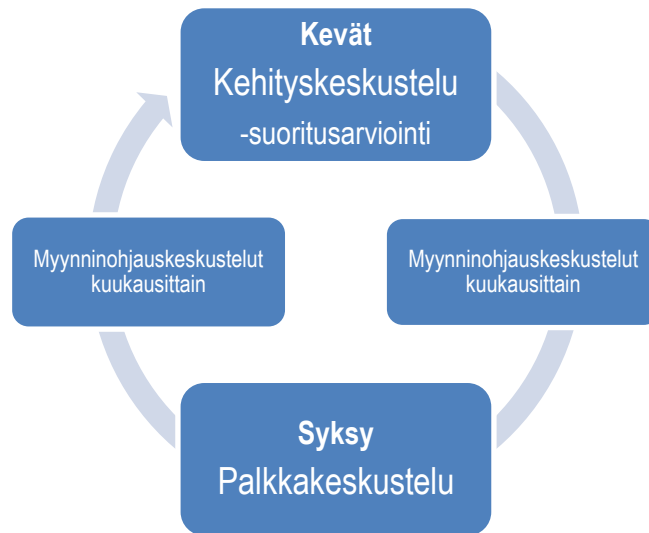 Kevät
Kehityskeskustelu
-suoritusarviointi
Myynninohjauskeskustelut
kuukausittain
Myynninohjauskeskustelut
kuukausittain
Syksy
Palkkakeskustelu